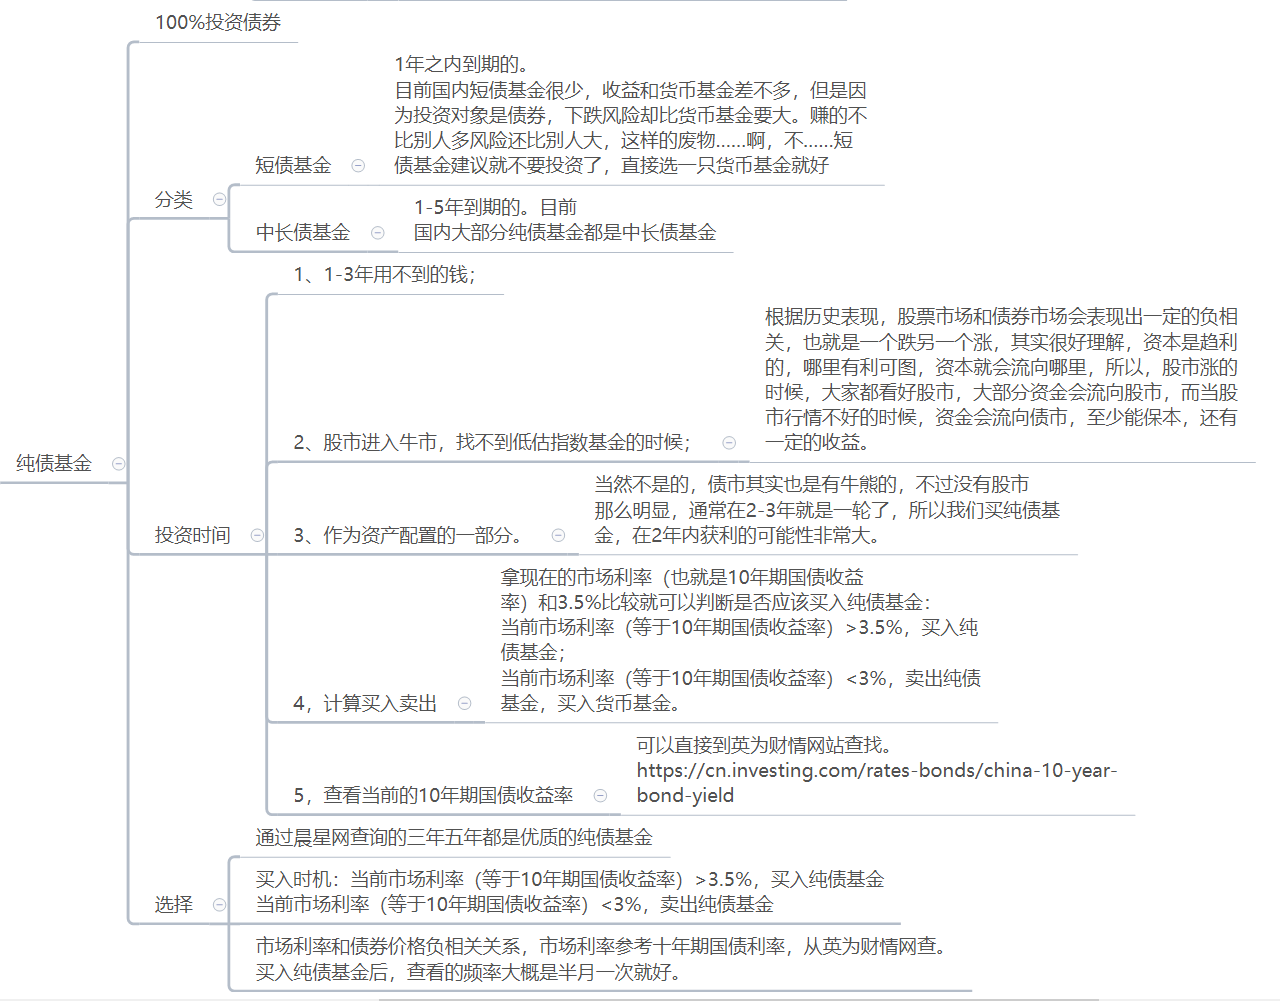 100%投资债券
1年之内到期的。
目前国内短债基金很少，收益和货币基金差不多，但是因
为投资对象是债券，下跌风险却比货币基金要大。赚的不
比别人多风险还比别人大，这样的废物......啊，不......短
债基金建议就不要投资了，直接选一只货币基金就好
短债基金
分类
1-5年到期的。目前
国内大部分纯债基金都是中长债基金
中长债基金
1、1-3年用不到的钱；
根据历史表现，股票市场和债券市场会表现出一定的负相
关，也就是一个跌另一个涨，其实很好理解，资本是趋利
的，哪里有利可图，资本就会流向哪里，所以，股市涨的
时候，大家都看好股市，大部分资金会流向股市，而当股
市行情不好的时候，资金会流向债市，至少能保本，还有
一定的收益。
2、股市进入牛市，找不到低估指数基金的时候；
纯债基金
当然不是的，债市其实也是有牛熊的，不过没有股市
那么明显，通常在2-3年就是一轮了，所以我们买纯债基
金，在2年内获利的可能性非常大。
投资时间
3、作为资产配置的一部分。
拿现在的市场利率（也就是10年期国债收益
率）和3.5%比较就可以判断是否应该买入纯债基金：
当前市场利率（等于10年期国债收益率）>3.5%，买入纯
债基金；
当前市场利率（等于10年期国债收益率）<3%，卖出纯债
基金，买入货币基金。
4，计算买入卖出
可以直接到英为财情网站查找。
https://cn.investing.com/rates-bonds/china-10-year-
bond-yield
5，查看当前的10年期国债收益率
通过晨星网查询的三年五年都是优质的纯债基金
买入时机：当前市场利率（等于10年期国债收益率）>3.5%，买入纯债基金
当前市场利率（等于10年期国债收益率）<3%，卖出纯债基金
选择
市场利率和债券价格负相关关系，市场利率参考十年期国债利率，从英为财情网查。
买入纯债基金后，查看的频率大概是半月一次就好。